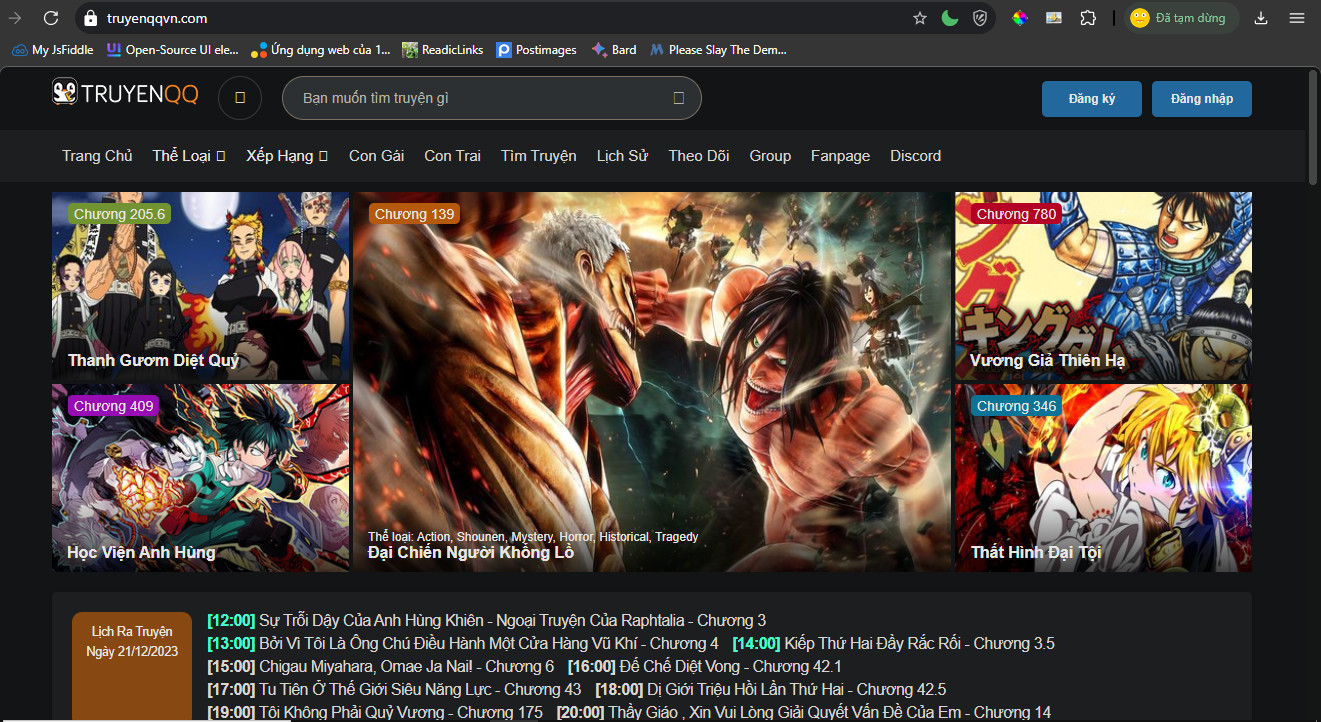 truyenqqvn.com
Đã tạm dừng
My JsFiddle
Open-Source UI ele...
Ứng dụng web của 1...
ReadicLinks
Postimages
Bard
Please Slay The Dem...
TRUYENQQ
Bạn muốn tìm truyện gì
Đăng ký
Đăng nhập
Trang Chủ
Thể Loại
Xếp Hạng
Con Gái
Con Trai
Tìm Truyện
Lịch Sử
Theo Dõi
Group
Fanpage
Discord
Chương 205.6
Thanh Gươm Diệt Quỷ
Chương 409
Học Viện Anh Hùng
Chương 139
Thể loại: Action, Shounen, Mystery, Horror, Historical, Tragedy
Đại Chiến Người Khổng Lồ
Chương 780
キングダム
Vương Giả Thiên Hạ
Chương 346
Thất Hình Đại Tội
Lịch Ra Truyện
Ngày 21/12/2023
[12:00] Sự Trỗi Dậy Của Anh Hùng Khiên - Ngoại Truyện Của Raphtalia - Chương 3
[13:00] Bởi Vì Tôi Là Ông Chú Điều Hành Một Cửa Hàng Vũ Khí - Chương 4 [14:00] Kiếp Thứ Hai Đầy Rắc Rối - Chương 3.5
[15:00] Chigau Miyahara, Omae Ja Nai! - Chương 6 [16:00] Đế Chế Diệt Vong - Chương 42.1
[17:00] Tu Tiên Ở Thế Giới Siêu Năng Lực - Chương 43 [18:00] Dị Giới Triệu Hồi Lần Thứ Hai - Chương 42.5
[19:00] Tôi Không Phải Quỷ Vương - Chương 175 [20:00] Thầy Giáo , Xin Vui Lòng Giải Quyết Vấn Đề Của Em - Chương 14